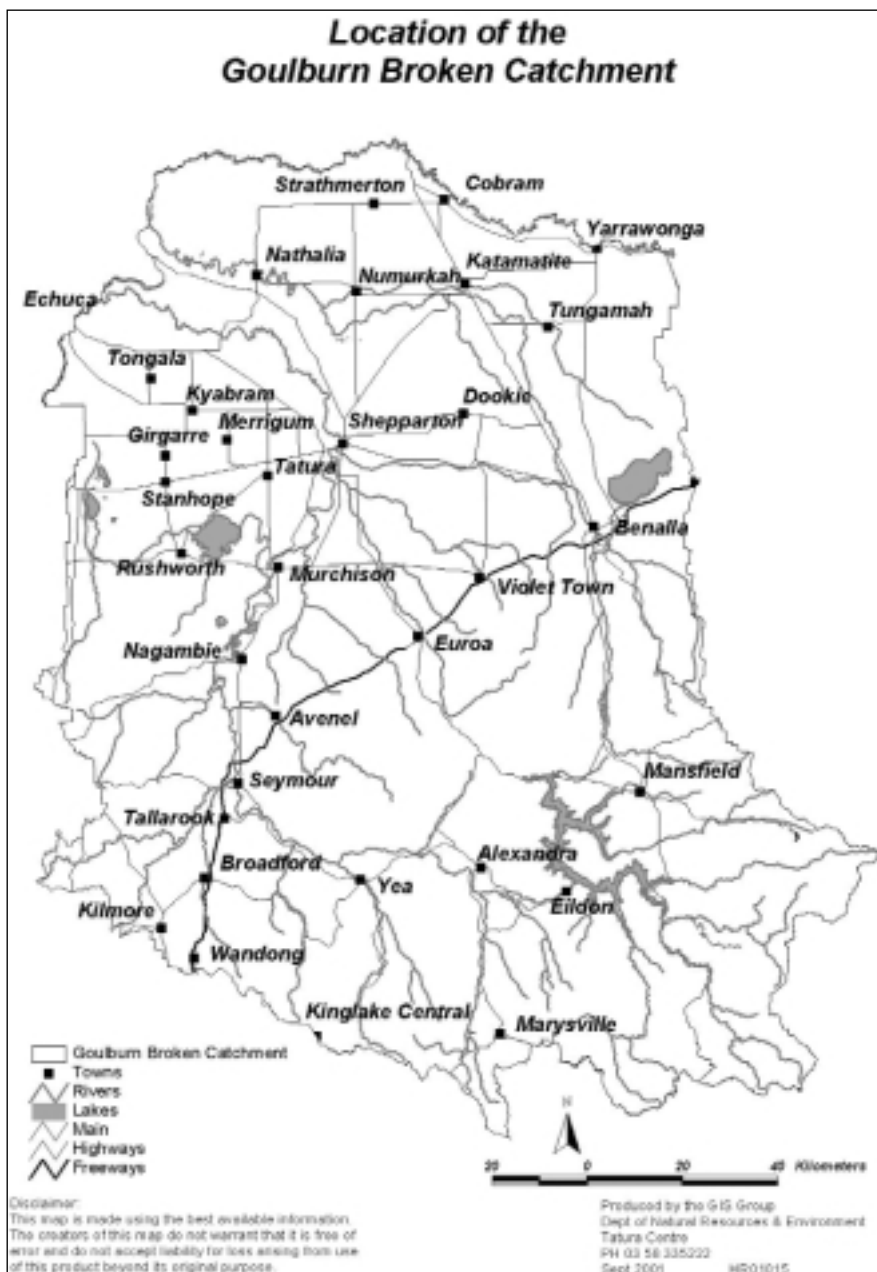 Location of the
Goulburn Broken Catchment
Strathmerton
Cobram
Yarrawonga
Nathalia
Katamatite
Numurkah
Echuca
Tungamah
Tongala
Kyabram
Dookie
Merrigum
Shepparton
Girgarre
Tatura
Stanhope
Benalla
Rushworth
Murchison
Violet Town
Euroa
Nagambie
Avenel
Mansfield
Seymour
Tallarook
Alexandra
Broadford
Yea
Eildon
Kilmore
Wandong
Kinglake Central
Marysville
Goulburn Broken Catchment
Towns
Rivers
Lakes
Main
Highways
Freeways
N
20 0 20 40 Kilometers
Disclaimer:
This map is made using the best available information.
The creators of this map do not warrant that it is free of
error and do not accept liability for loss arising from use
of this product beyond its original purpose.
Produced by the GIS Group
Dept of Natural Resources & Environment
Tatura Centre
PH 03 58 335222
Sept 2001 MR01015